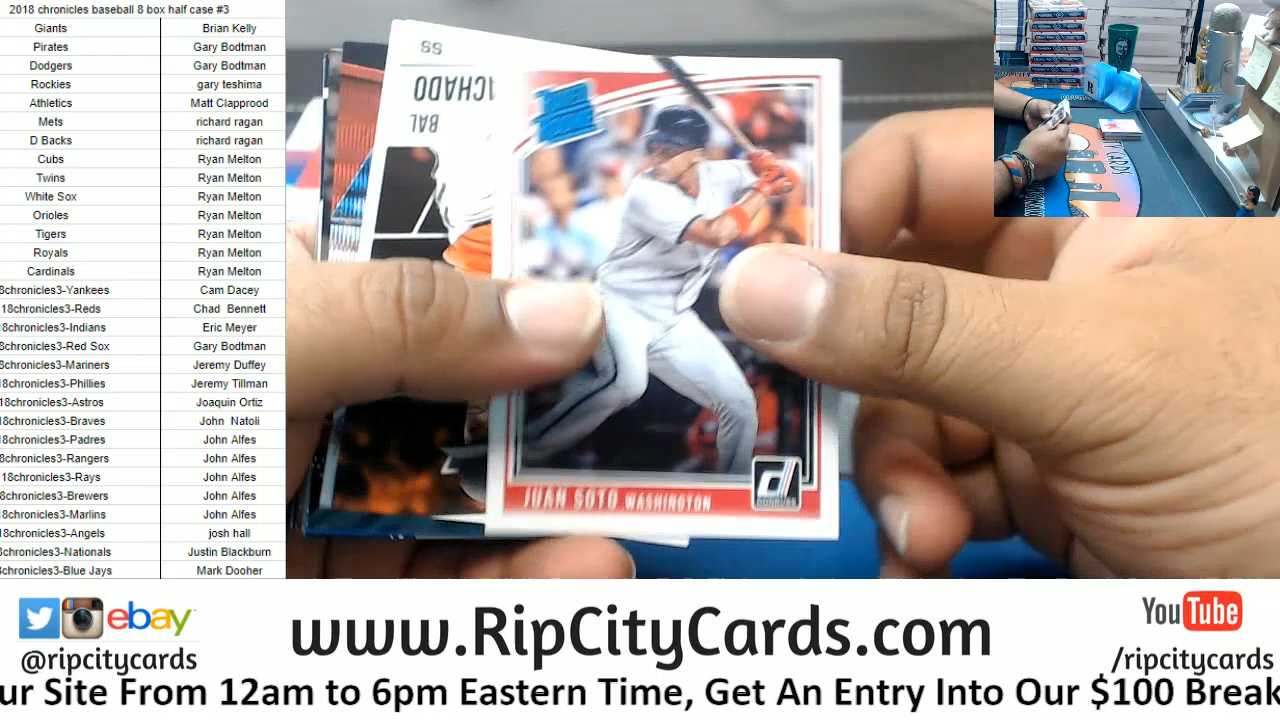 2018 chronicles baseball 8 box half case #3
Giants Brian Kelly
Pirates Gary Bodtman
Dodgers Gary Bodtman
Rockies gary teshima
Athletics Matt Clapprood
Mets richard ragan
D Backs richard ragan
Cubs Ryan Melton
Twins Ryan Melton
White Sox Ryan Melton
Orioles Ryan Melton
Tigers Ryan Melton
Royals Ryan Melton
Cardinals Ryan Melton
8chronicles3-Yankees Cam Dacey
18chronicles3-Reds Chad Bennett
8chronicles3-Indians Eric Meyer
8chronicles3-Red Sox Gary Bodtman
8chronicles3-Mariners Jeremy Duffey
8chronicles3-Phillies Jeremy Tillman
18chronicles3-Astros Joaquin Ortiz
8chronicles3-Braves John Natoli
8chronicles3-Padres John Alfes
8chronicles3-Rangers John Alfes
18chronicles3-Rays John Alfes
8chronicles3-Brewers John Alfes
8chronicles3-Marlins John Alfes
18chronicles3-Angels josh hall
8chronicles3-Nationals Justin Blackburn
chronicles3-Blue Jays Mark Dooher
SS
CHADO
BAL
JUAN SOTO WASHINGTON
d
DONRUSS
TV CARDS
ebay
@ripcitycards
www.RipCityCards.com
YouTube
/ripcitycards
ur Site From 12am to 6pm Eastern Time, Get An Entry Into Our $100 Break